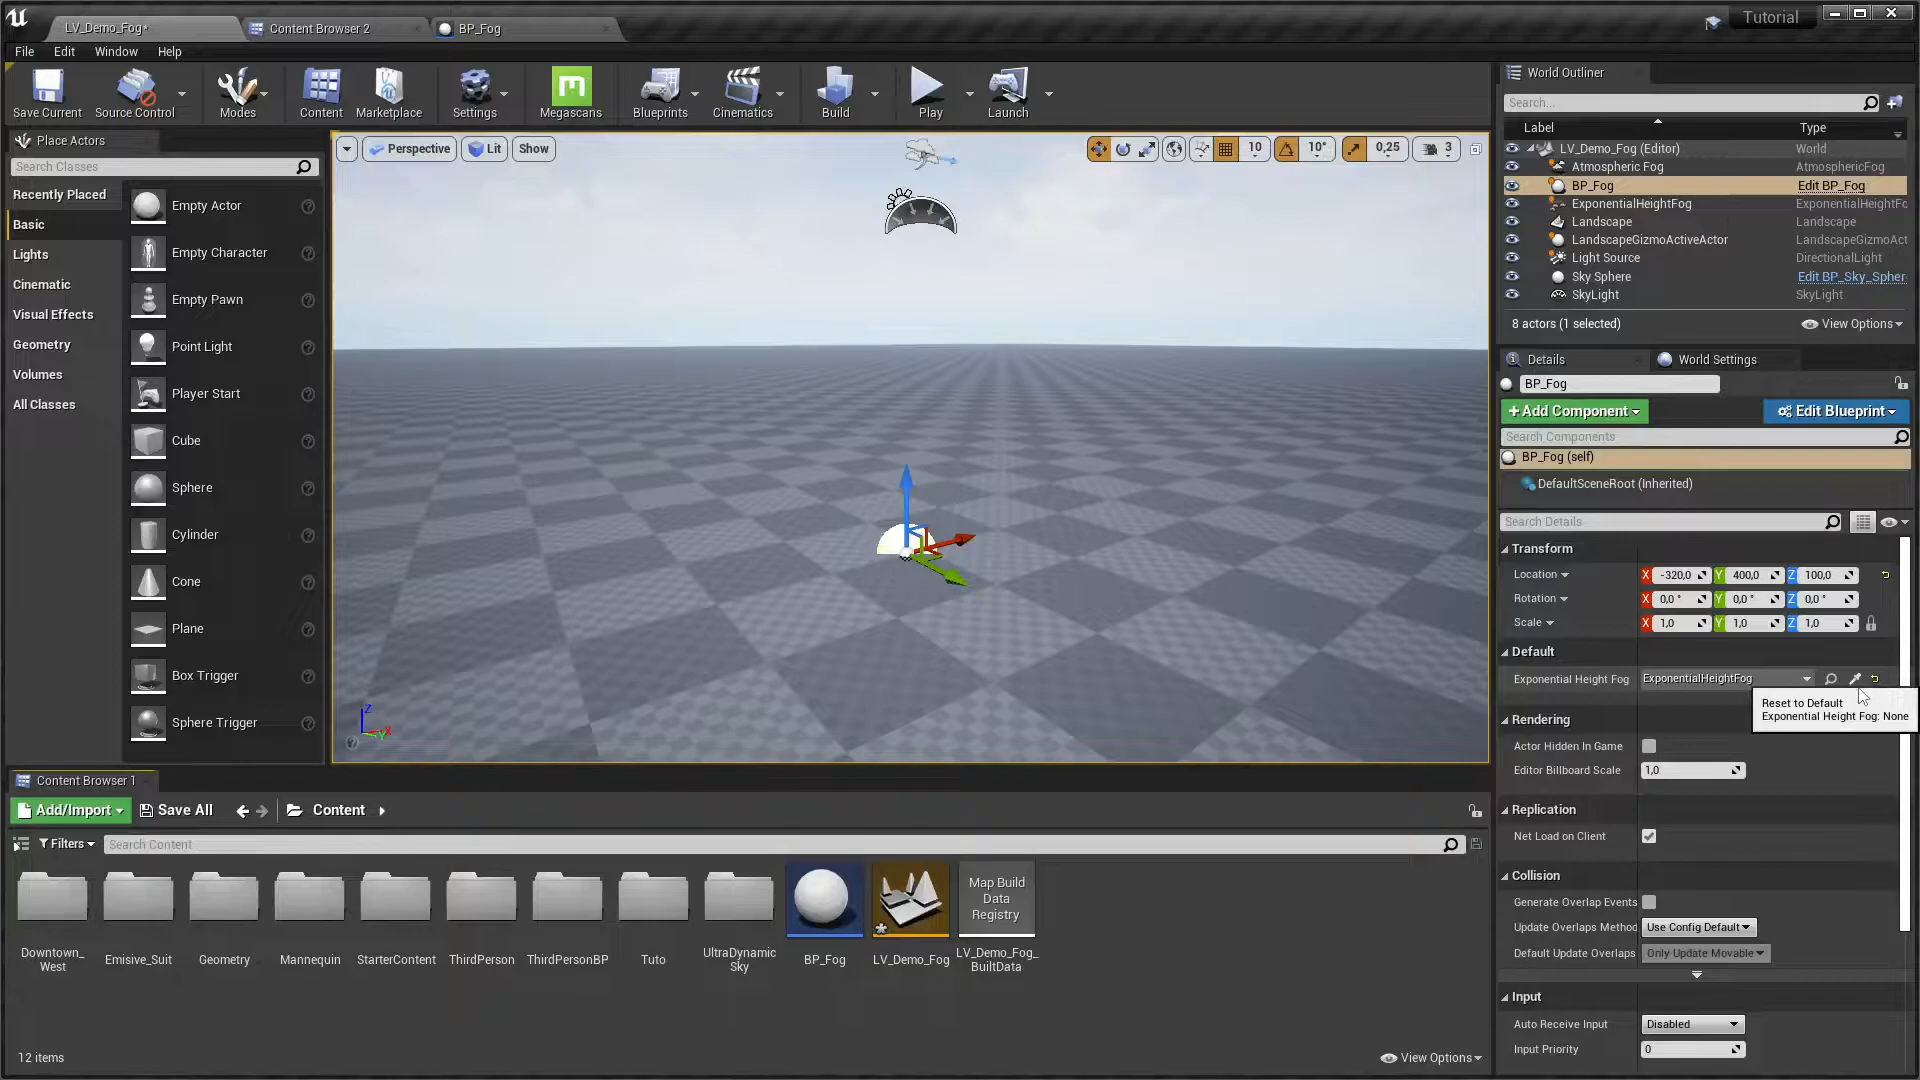 LV_Demo_Fog*
Content Browser 2
BP_Fog
Tutorial
File
Edit
Window
Help
Save Current
Source Control
Modes
Content
Marketplace
Settings
Megascans
Blueprints
Cinematics
Build
Play
Launch
Place Actors
Search Classes
Recently Placed
Basic
Lights
Cinematic
Visual Effects
Geometry
Volumes
All Classes
Empty Actor
Empty Character
Empty Pawn
Point Light
Player Start
Cube
Sphere
Cylinder
Cone
Plane
Box Trigger
Sphere Trigger
Perspective
Lit
Show
10
10°
0,25
3
Z
X
Y
World Outliner
Search...
Label
Type
LV_Demo_Fog (Editor)
World
Atmospheric Fog
AtmosphericFog
BP_Fog
Edit BP_Fog
ExponentialHeightFog
ExponentialHeightFo
Landscape
Landscape
LandscapeGizmoActiveActor
LandscapeGizmoAct
Light Source
DirectionalLight
Sky Sphere
Edit BP_Sky_Spher
SkyLight
SkyLight
8 actors (1 selected)
View Options
Details
World Settings
BP_Fog
+Add Component
Edit Blueprint
Search Components
BP_Fog (self)
DefaultSceneRoot (Inherited)
Search Details
Transform
Location
X -320,0
Y 400,0
Z 100,0
Rotation
X 0,0 °
Y 0,0 °
Z 0,0 °
Scale
X 1,0
Y 1,0
Z 1,0
Default
Exponential Height Fog
ExponentialHeightFog
Reset to Default
Exponential Height Fog: None
Rendering
Actor Hidden In Game
Editor Billboard Scale
1,0
Replication
Net Load on Client
Collision
Generate Overlap Events
Update Overlaps Method
Use Config Default
Default Update Overlaps
Only Update Movable
Input
Auto Receive Input
Disabled
Input Priority
0
Content Browser 1
Add/Import
Save All
Content
Filters
Search Content
Downtown_
West
Emisive_Suit
Geometry
Mannequin
StarterContent
ThirdPerson
ThirdPersonBP
Tuto
UltraDynamic
Sky
BP_Fog
LV_Demo_Fog
Map Build
Data
Registry
LV_Demo_Fog_
BuiltData
12 items
View Options